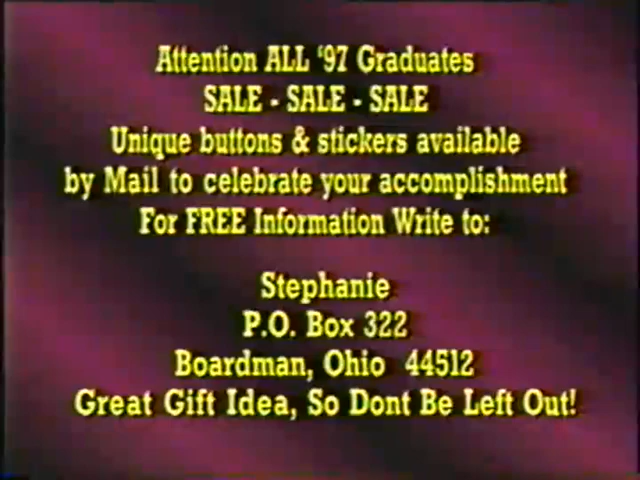 Attention ALL '97 Graduates
SALE - SALE - SALE
Unique buttons & stickers available
by Mail to celebrate your accomplishment
For FREE Information Write to:
Stephanie
P.O. Box 322
Boardman, Ohio 44512
Great Gift Idea, So Dont Be Left Out!